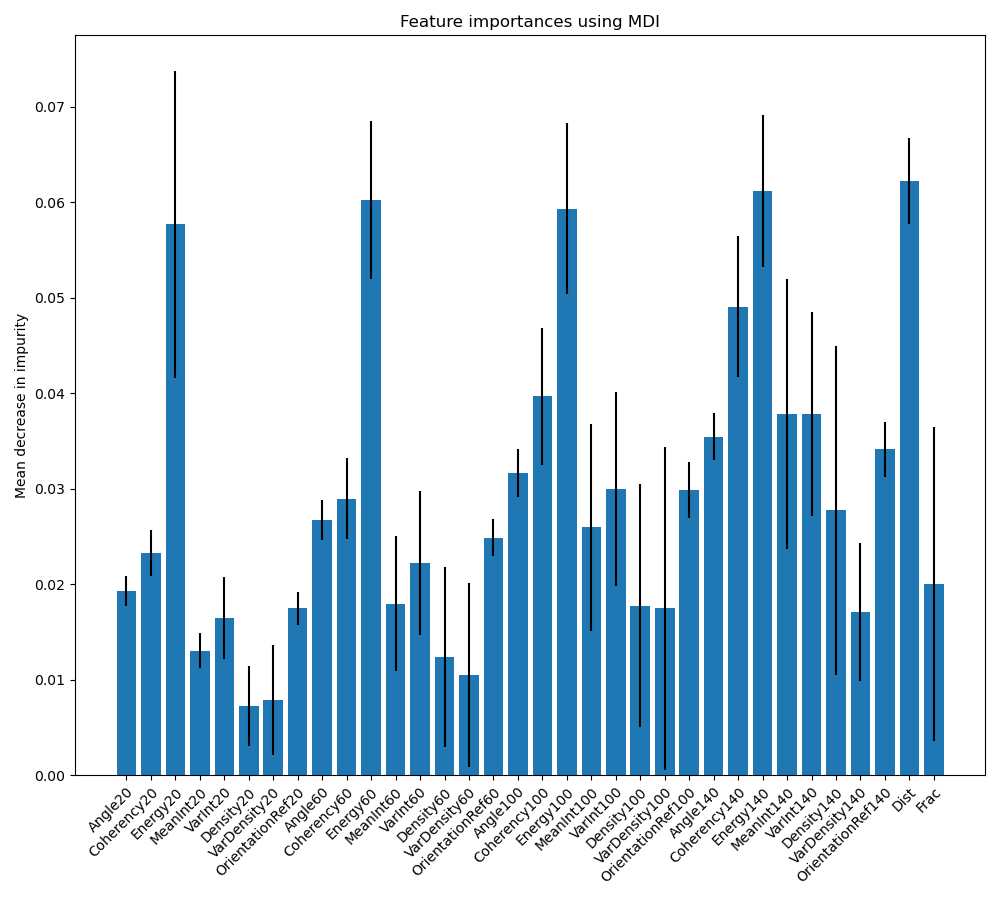 Feature importances using MDI
Mean decrease in impurity
0.07
0.06
0.05
0.04
0.03
0.02
0.01
0.00
Angle20
Coherency20
Energy20
MeanInt20
VarInt20
Density20
VarDensity20
OrientationRef20
Angle60
Coherency60
Energy60
MeanInt60
VarInt60
Density60
VarDensity60
OrientationRef60
Angle100
Coherency100
Energy100
MeanInt100
VarInt100
Density100
VarDensity100
OrientationRef100
Angle140
Coherency140
Energy140
MeanInt140
VarInt140
Density140
VarDensity140
OrientationRef140
Dist
Frac